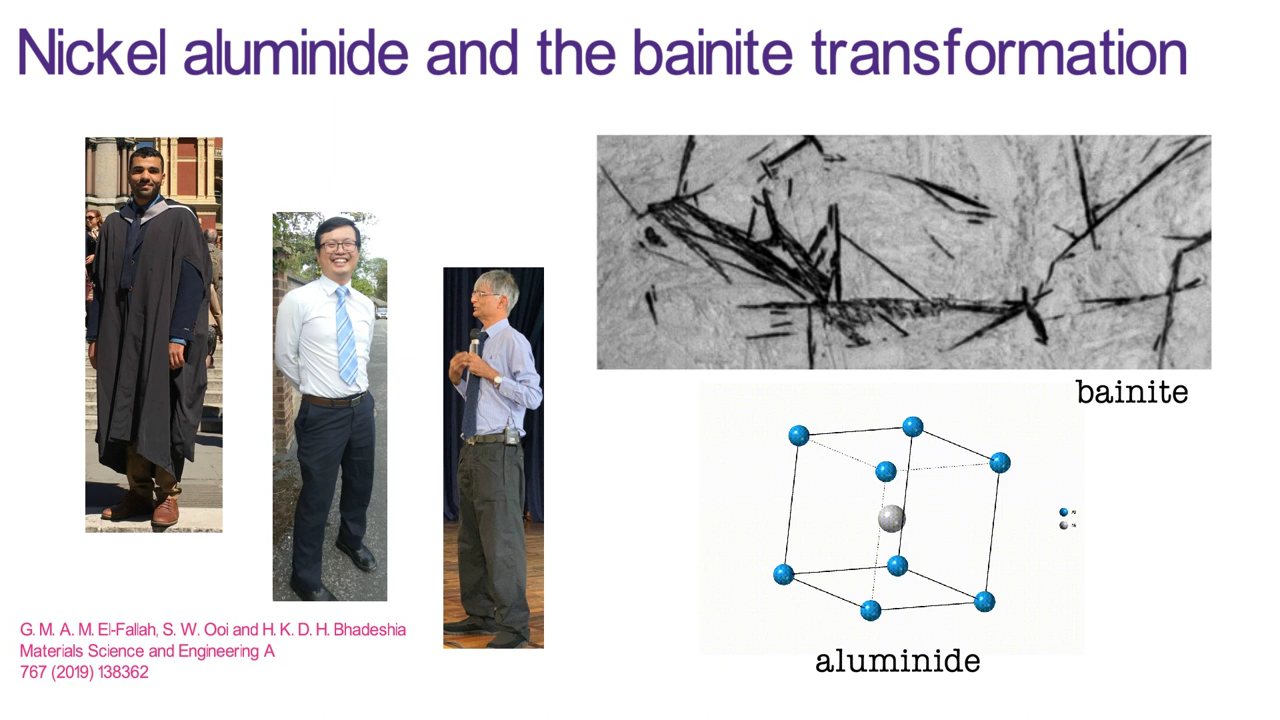 Nickel aluminide and the bainite transformation
bainite
aluminide
G. M. A. M. El-Fallah, S. W. Ooi and H. K. D. H. Bhadeshia
Materials Science and Engineering A
767 (2019) 138362